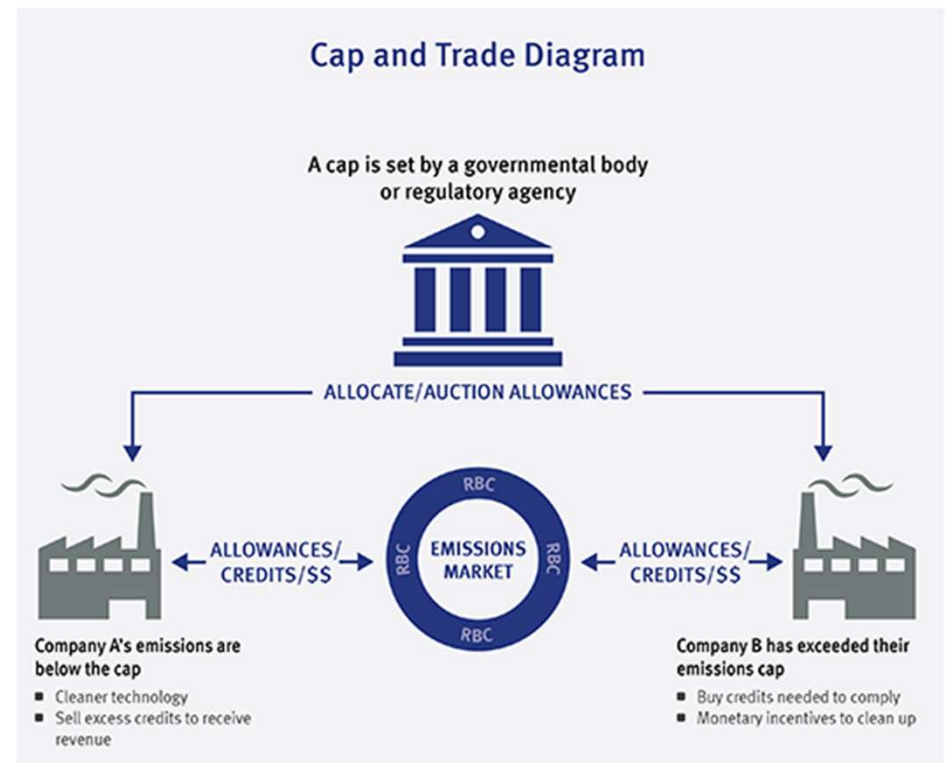 Cap and Trade Diagram
A cap is set by a governmental body
or regulatory agency
ALLOCATE/AUCTION ALLOWANCES
ALLOWANCES/
CREDITS/$$
RBC
RBC
EMISSIONS
MARKET
RBC
RBC
ALLOWANCES/
CREDITS/$$
Company A's emissions are
below the cap
▪ Cleaner technology
▪ Sell excess credits to receive
revenue
Company B has exceeded their
emissions cap
▪ Buy credits needed to comply
▪ Monetary incentives to clean up